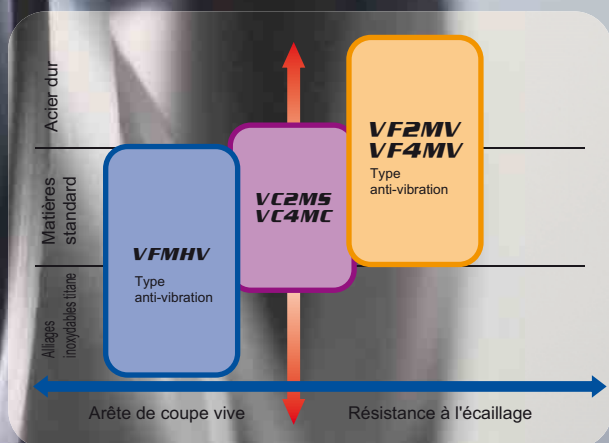 Acier dur
Matières
standard
Alliages
inoxydables titane
VF2MV
VF4MV
Type
anti-vibration
VC2MS
VC4MC
VFMHV
Type
anti-vibration
Arête de coupe vive
Résistance à l'écaillage